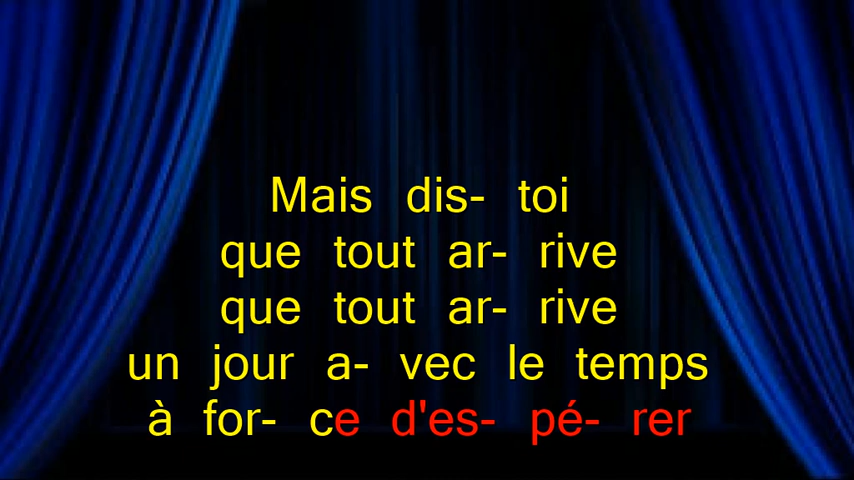 Mais dis- toi
que tout ar- rive
que tout ar- rive
un jour a- vec le temps
à for- ce d'es- pé- rer